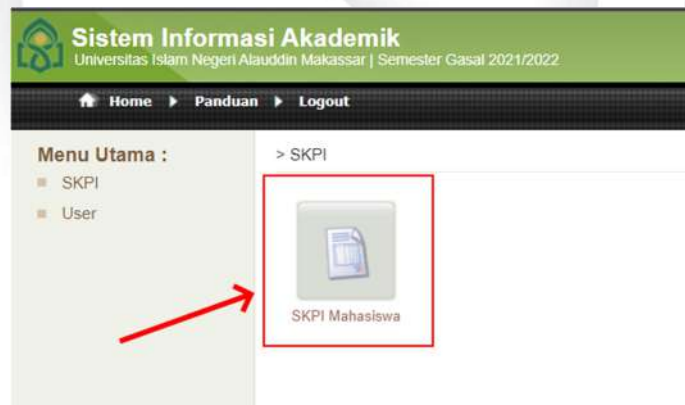 Sistem Informasi Akademik
Universitas Islam Negeri Alauddin Makassar | Semester Gasal 2021/2022
Home Panduan Logout
Menu Utama :
SKPI
User
> SKPI
SKPI Mahasiswa